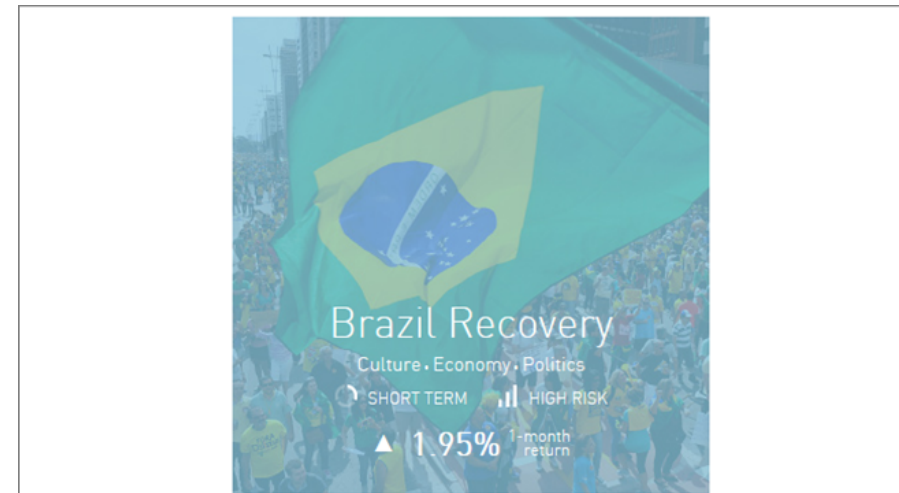 Brazil Recovery
Culture • Economy • Politics
SHORT TERM HIGH RISK
▲ 1.95% 1-month
return